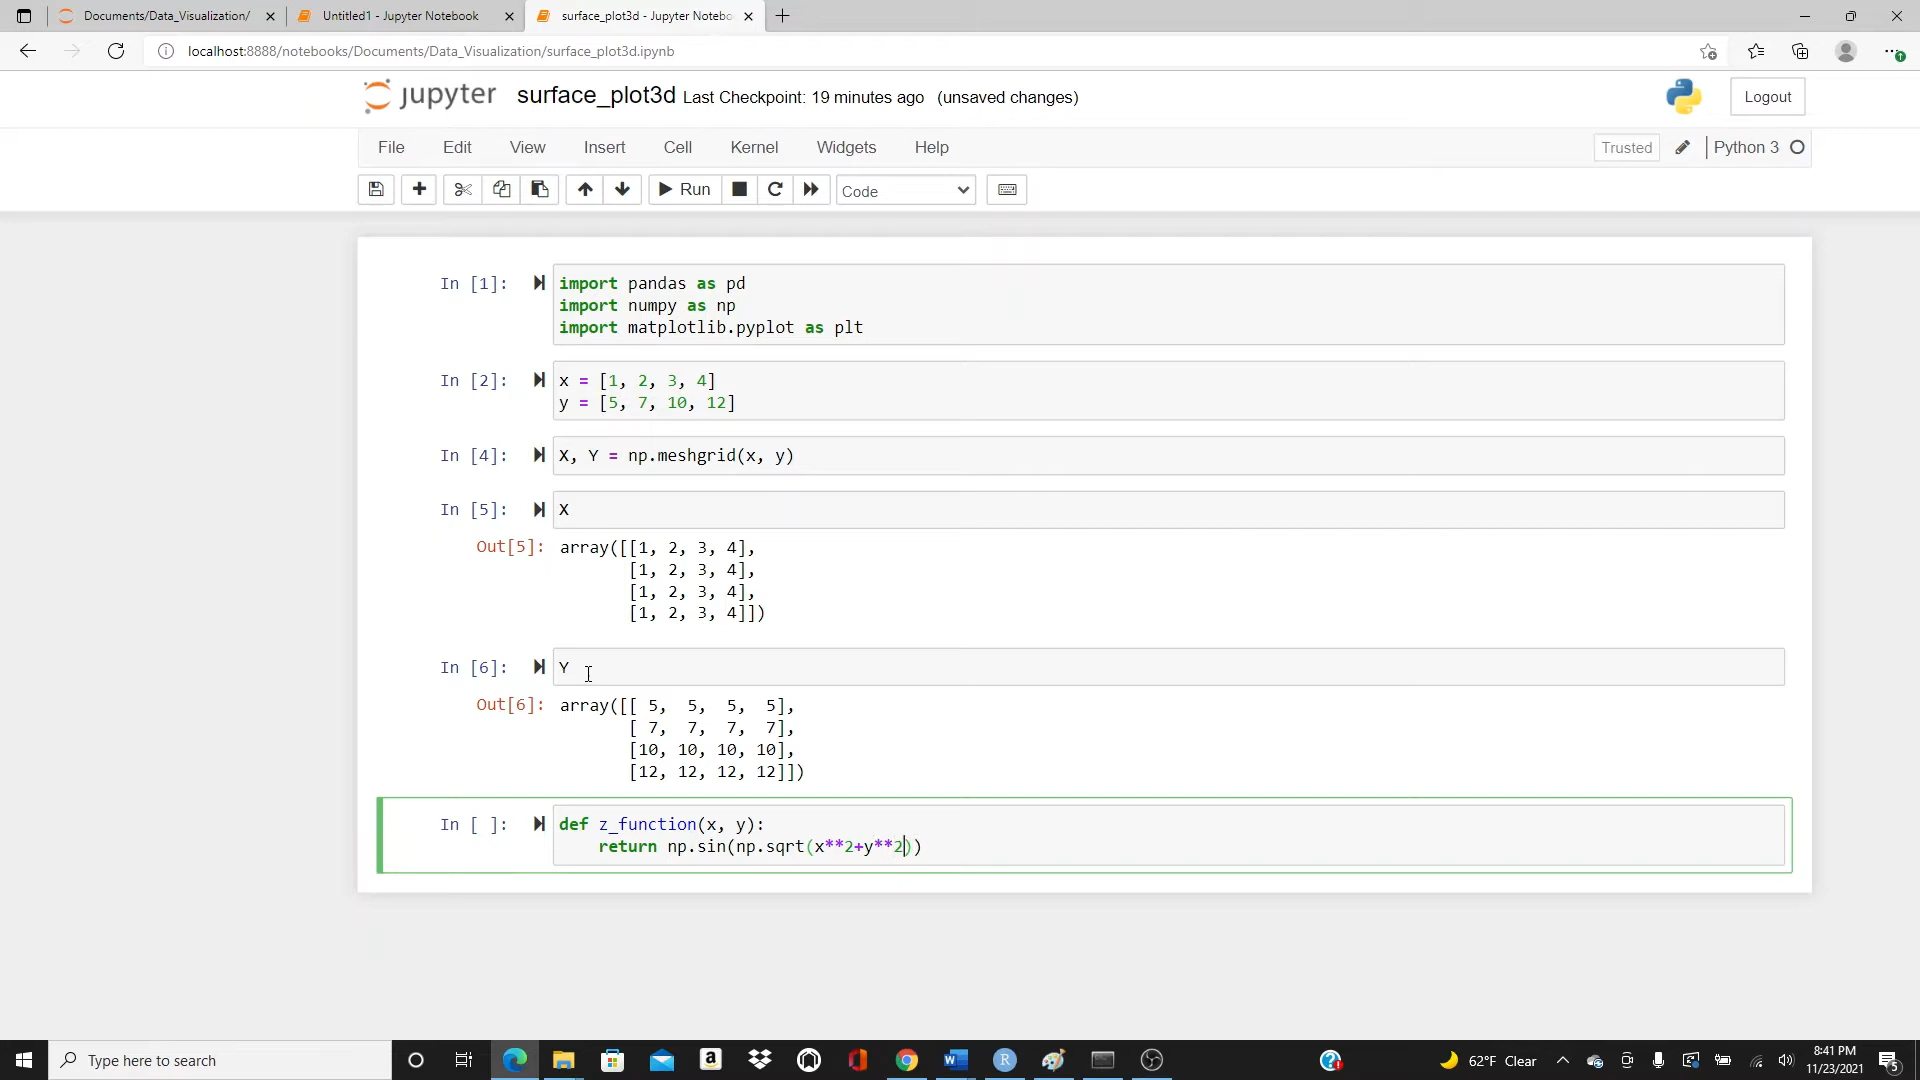 Documents/Data_Visualization/
Untitled1 - Jupyter Notebook
surface_plot3d - Jupyter Notebo
localhost:8888/notebooks/Documents/Data_Visualization/surface_plot3d.ipynb
jupyter surface_plot3d Last Checkpoint: 19 minutes ago (unsaved changes)
Logout
File Edit View Insert Cell Kernel Widgets Help
Trusted
Python 3
Run
Code
In [1]:
import pandas as pd
import numpy as np
import matplotlib.pyplot as plt
In [2]:
x = [1, 2, 3, 4]
y = [5, 7, 10, 12]
In [4]:
X, Y = np.meshgrid(x, y)
In [5]:
X
Out[5]:
array([[1, 2, 3, 4],
[1, 2, 3, 4],
[1, 2, 3, 4],
[1, 2, 3, 4]])
In [6]:
Y
Out[6]:
array([[ 5, 5, 5, 5],
[ 7, 7, 7, 7],
[10, 10, 10, 10],
[12, 12, 12, 12]])
In [ ]:
def z_function(x, y):
return np.sin(np.sqrt(x**2+y**2))
Type here to search
62°F Clear
8:41 PM
11/23/2021
5